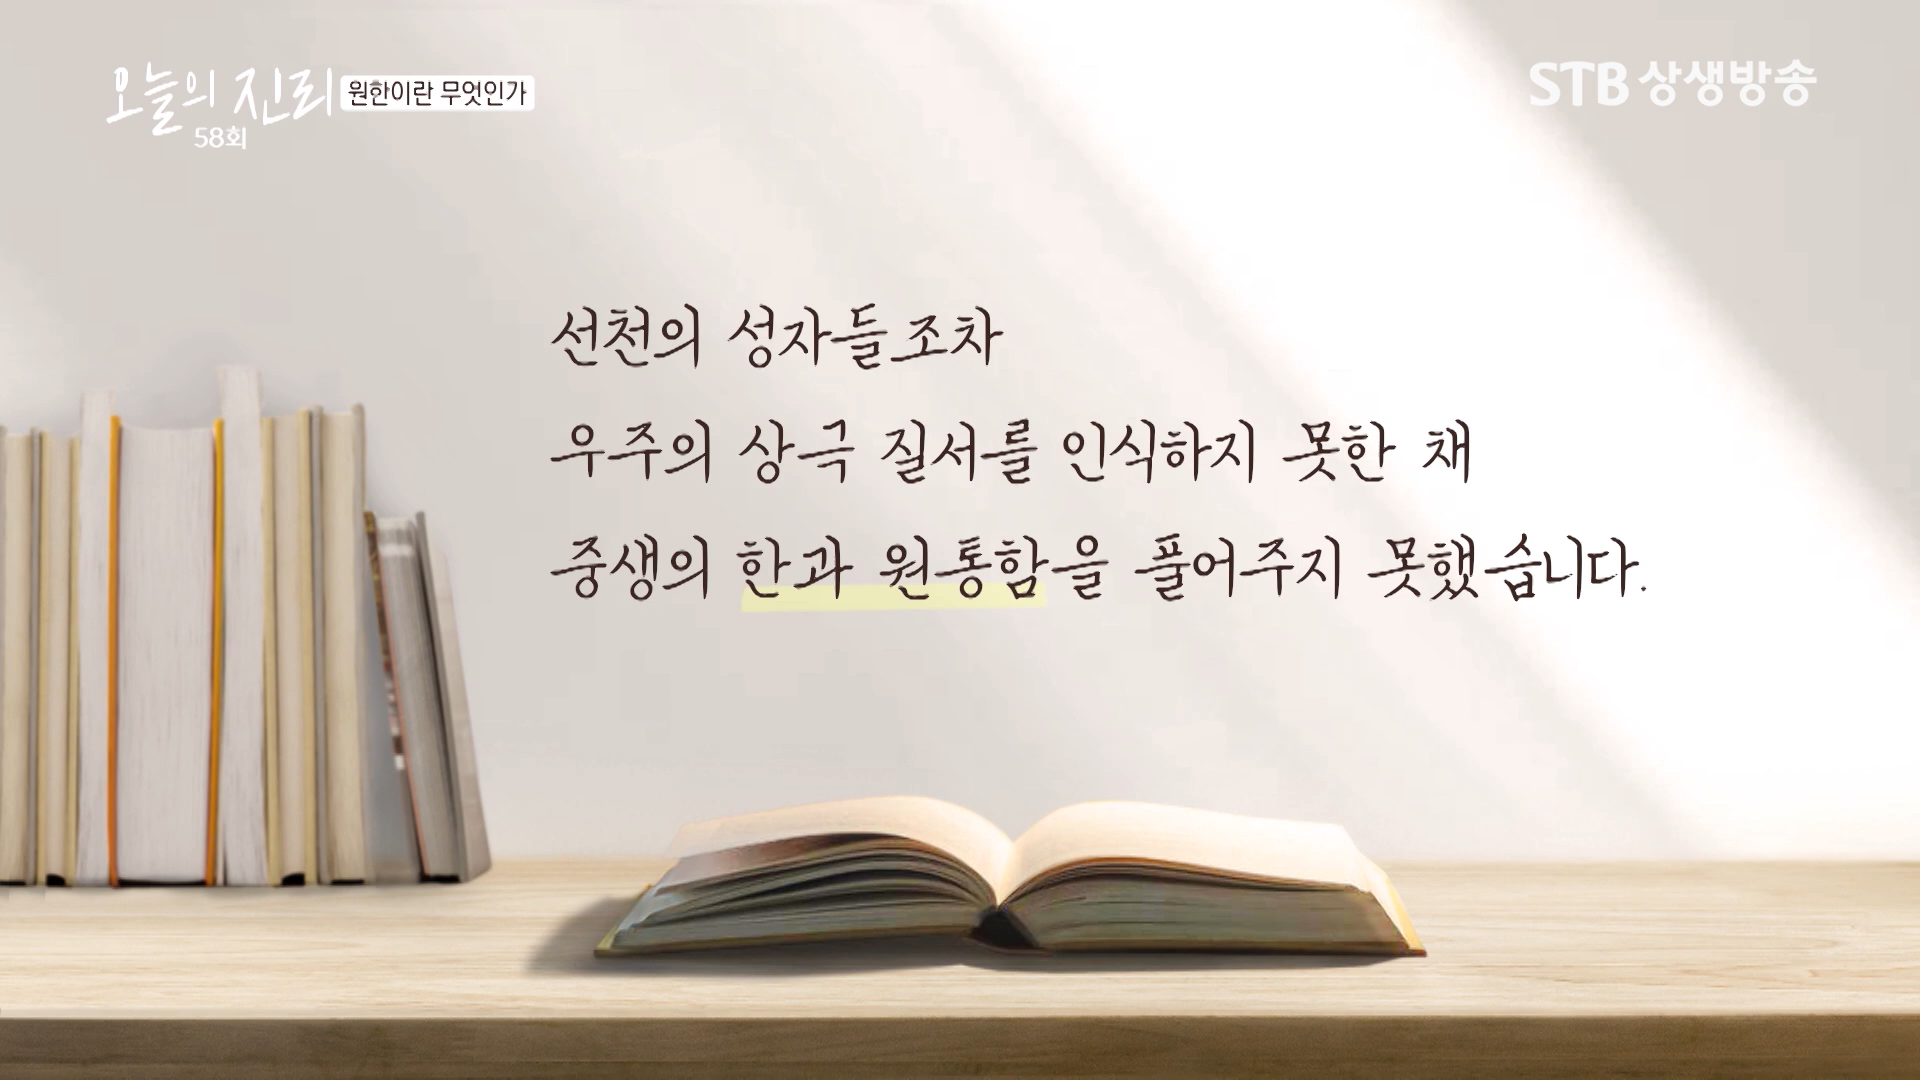 오늘의 진리 원한이란 무엇인가
58회
STB 상생방송
선천의 성자들조차
우주의 상극 질서를 인식하지 못한 채
중생의 한과 원통함을 풀어주지 못했습니다.